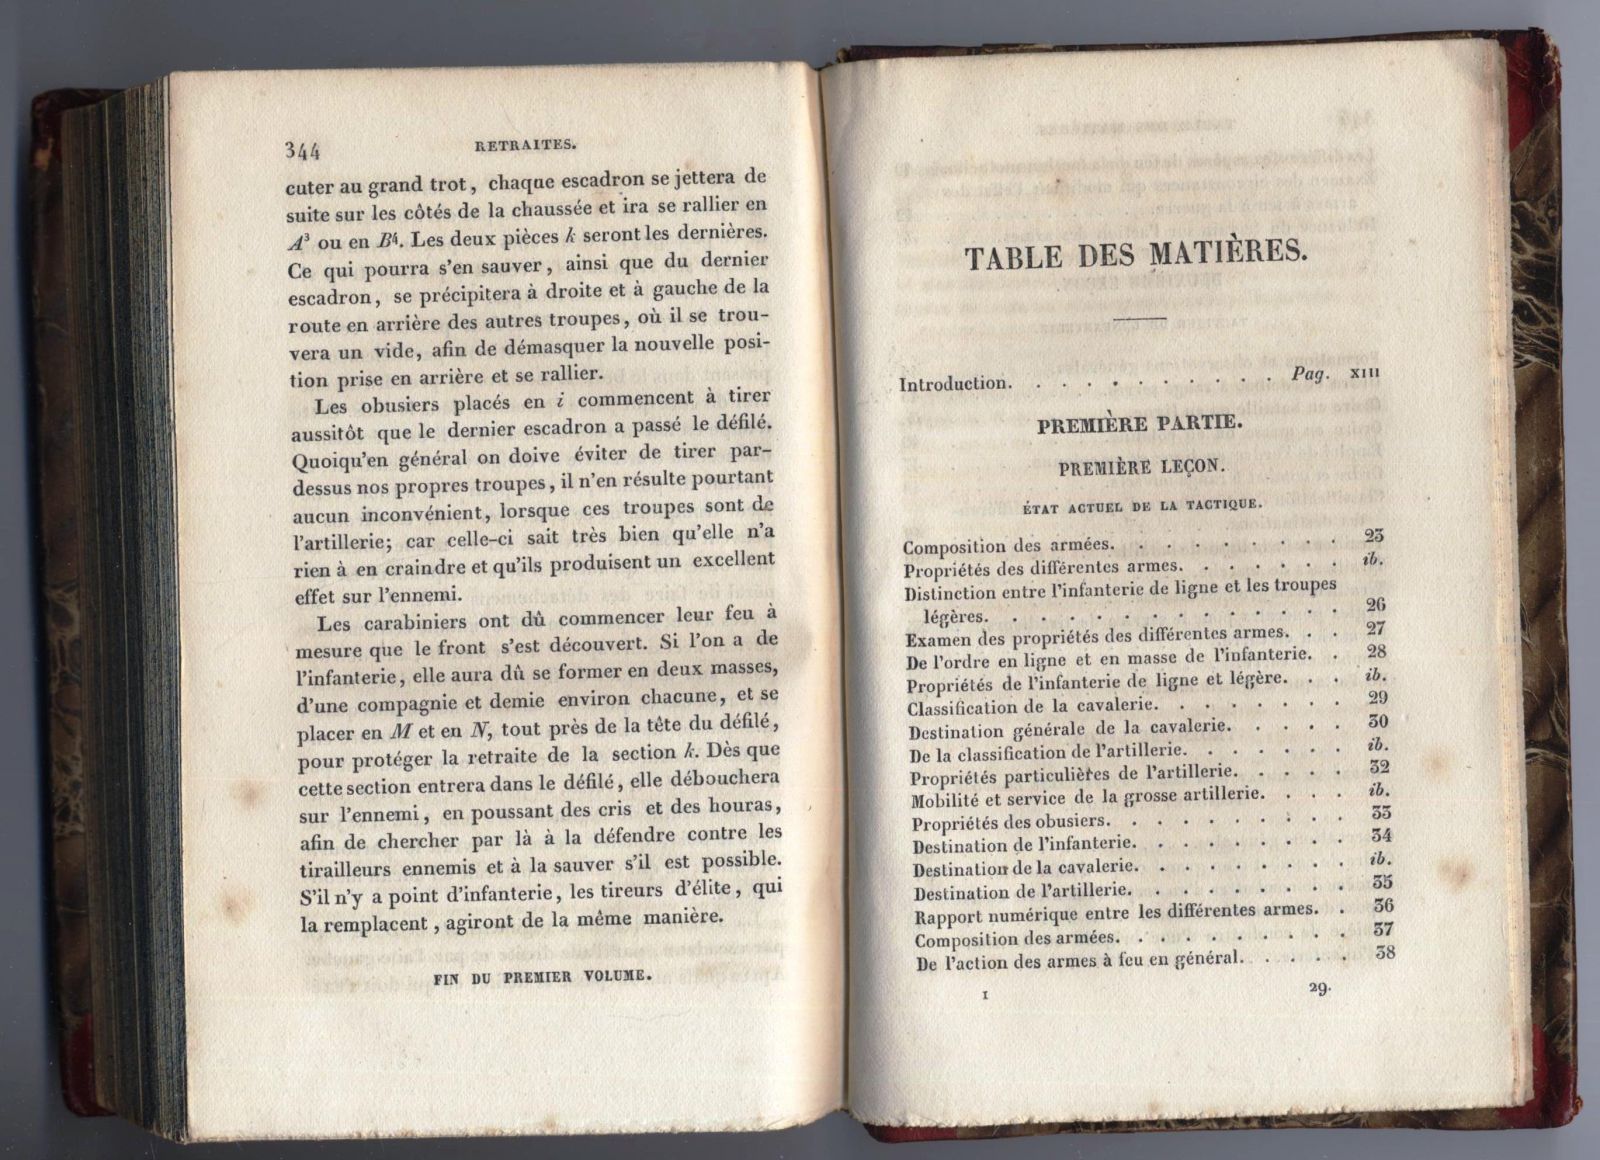 344
RETRAITES.
cuter au grand trot, chaque escadron se jettera de
suite sur les côtés de la chaussée et ira se rallier en
A³ ou en B⁴. Les deux pièces k seront les dernières.
Ce qui pourra s'en sauver, ainsi que du dernier
escadron, se précipitera à droite et à gauche de la
route en arrière des autres troupes, où il se trou-
vera un vide, afin de démasquer la nouvelle posi-
tion prise en arrière et se rallier.
Les obusiers placés en i commencent à tirer
aussitôt que le dernier escadron a passé le défilé.
Quoiqu'en général on doive éviter de tirer par-
dessus nos propres troupes, il n'en résulte pourtant
aucun inconvénient, lorsque ces troupes sont de
l'artillerie; car celle-ci sait très bien qu'elle n'a
rien à en craindre et qu'ils produisent un excellent
effet sur l'ennemi.
Les carabiniers ont dû commencer leur feu à
mesure que le front s'est découvert. Si l'on a de
l'infanterie, elle aura dû se former en deux masses,
d'une compagnie et demie environ chacune, et se
placer en M et en N, tout près de la tête du défilé,
pour protéger la retraite de la section k. Dès que
cette section entrera dans le défilé, elle débouchera
sur l'ennemi, en poussant des cris et des houras,
afin de chercher par là à la défendre contre les
tirailleurs ennemis et à la sauver s'il est possible.
S'il n'y a point d'infanterie, les tireurs d'élite, qui
la remplacent, agiront de la même manière.
FIN DU PREMIER VOLUME.
TABLE DES MATIÈRES.
Introduction. . . . . . . . . . . Pag. XIII
PREMIÈRE PARTIE.
PREMIÈRE LEÇON.
ÉTAT ACTUEL DE LA TACTIQUE.
Composition des armées. . . . . . . . . 23
Propriétés des différentes armes. . . . . . . ib.
Distinction entre l'infanterie de ligne et les troupes
légères. . . . . . . . . . . . . 26
Examen des propriétés des différentes armes. . . 27
De l'ordre en ligne et en masse de l'infanterie. . 28
Propriétés de l'infanterie de ligne et légère. . . ib.
Classification de la cavalerie. . . . . . . . 29
Destination générale de la cavalerie. . . . . 30
De la classification de l'artillerie. . . . . . . ib.
Propriétés particulières de l'artillerie. . . . . 32
Mobilité et service de la grosse artillerie. . . . ib.
Propriétés des obusiers. . . . . . . . . 33
Destination de l'infanterie. . . . . . . . 34
Destination de la cavalerie. . . . . . . . ib.
Destination de l'artillerie. . . . . . . . . 35
Rapport numérique entre les différentes armes. . 36
Composition des armées. . . . . . . . . 37
De l'action des armes à feu en général. . . . . 38
I 29.